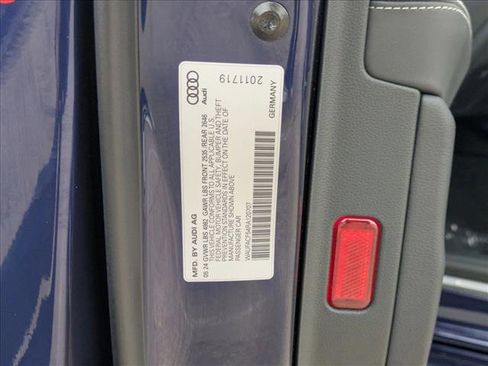 Audi
2011719
GERMANY
MFD. BY AUDI AG
05 24 GVWR LBS 4982 GAWR LBS FRONT 2535 /REAR 2646
THIS VEHICLE CONFORMS TO ALL APPLICABLE U.S.
FEDERAL MOTOR VEHICLE SAFETY, BUMPER AND THEFT
PREVENTION STANDARDS IN EFFECT ON THE DATE OF
MANUFACTURE SHOWN ABOVE
PASSENGER CAR